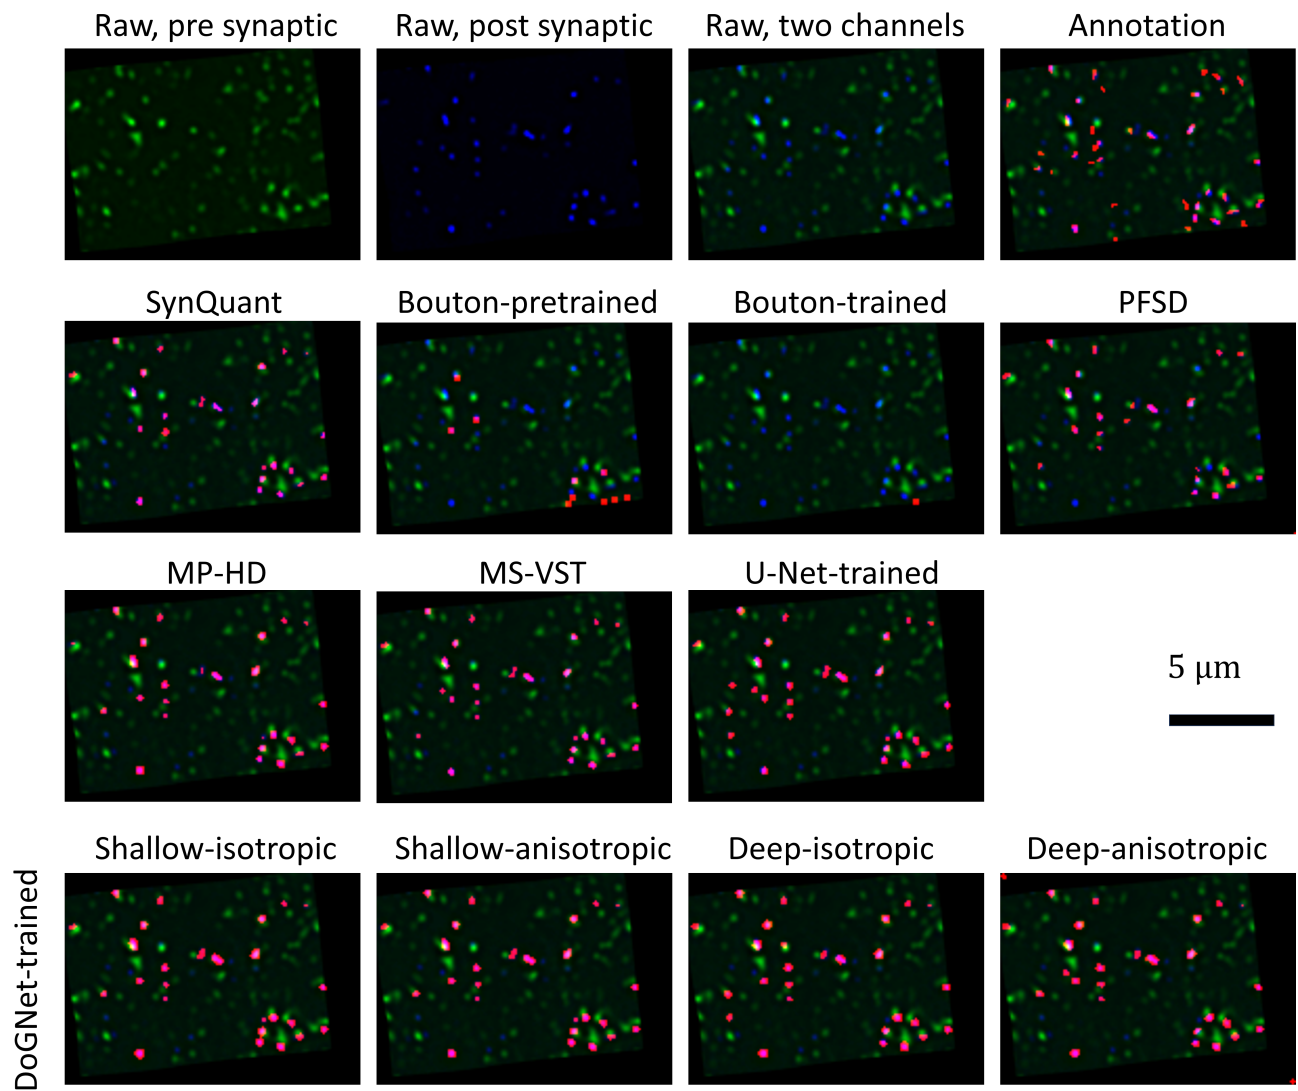 Raw, pre synaptic
Raw, post synaptic
Raw, two channels
Annotation
SynQuant
Bouton-pretrained
Bouton-trained
PFSD
MP-HD
MS-VST
U-Net-trained
5 μm
Shallow-isotropic
Shallow-anisotropic
Deep-isotropic
Deep-anisotropic
DoGNet-trained